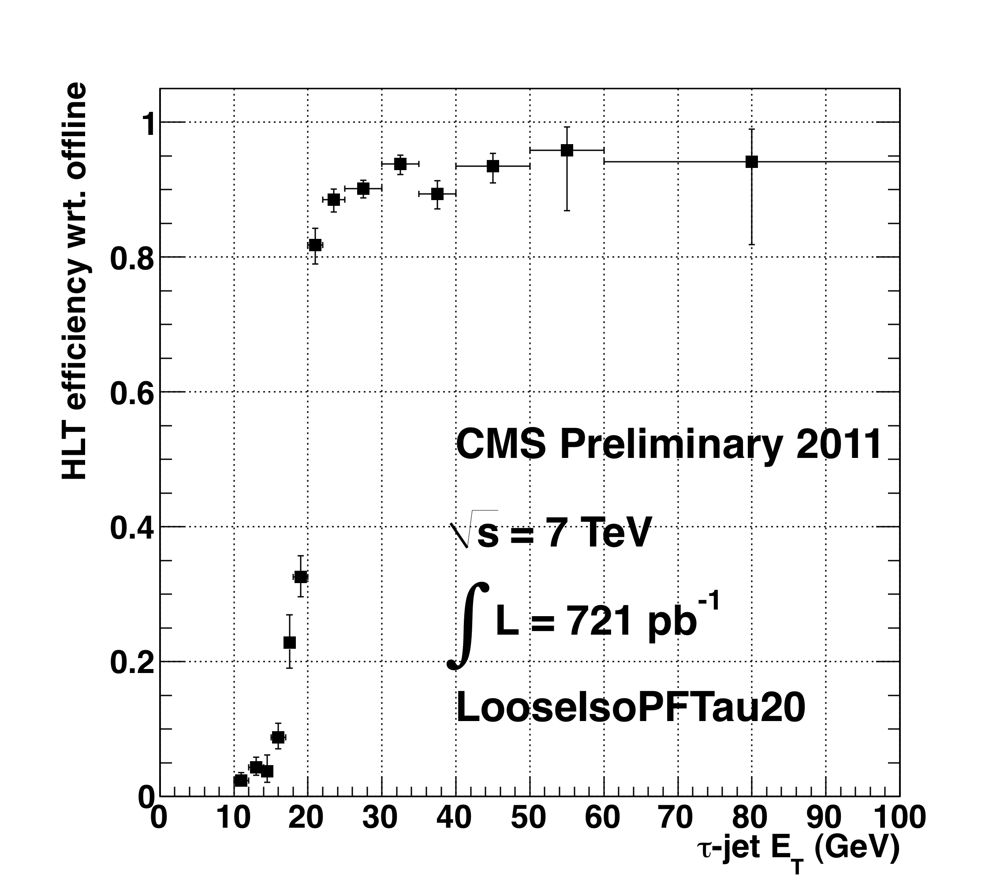 HLT efficiency wrt. offline
1
0.8
0.6
0.4
0.2
0
CMS Preliminary 2011
√s = 7 TeV
∫ L = 721 pb⁻¹
LooseIsoPFTau20
0 10 20 30 40 50 60 70 80 90 100
τ-jet E_T (GeV)